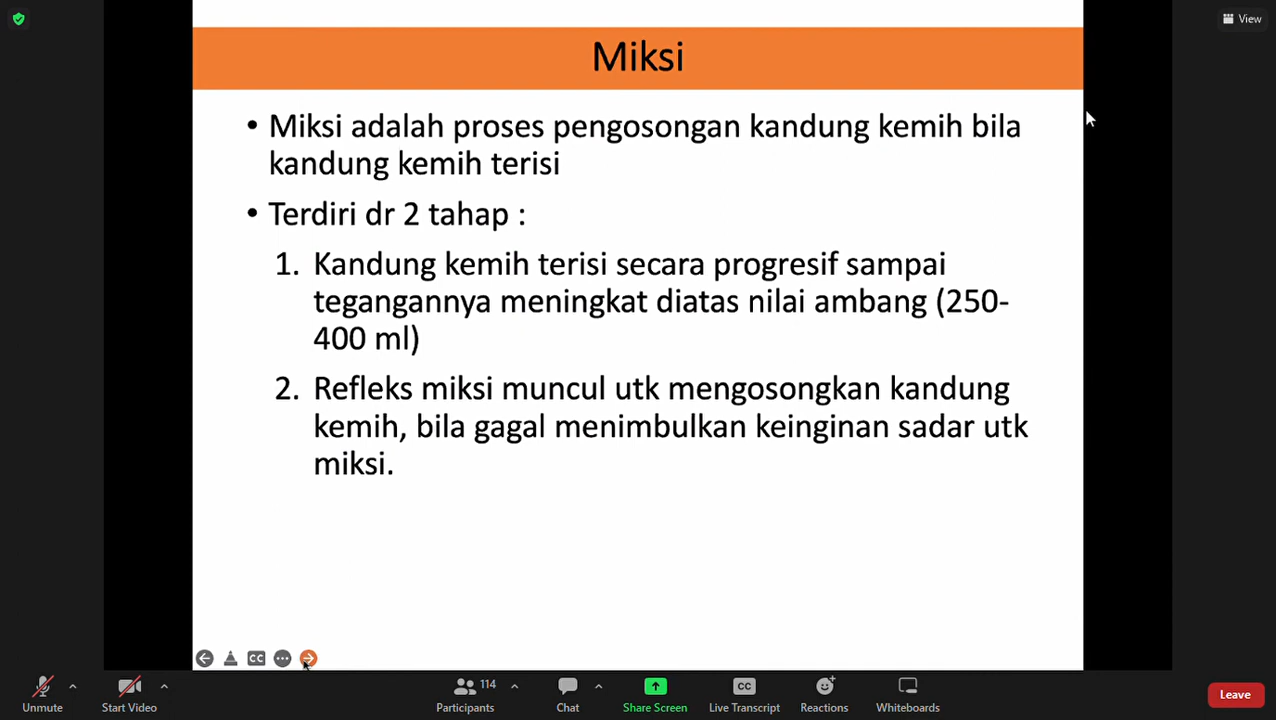 View
Miksi
• Miksi adalah proses pengosongan kandung kemih bila
kandung kemih terisi
• Terdiri dr 2 tahap :
1. Kandung kemih terisi secara progresif sampai
tegangannya meningkat diatas nilai ambang (250-
400 ml)
2. Refleks miksi muncul utk mengosongkan kandung
kemih, bila gagal menimbulkan keinginan sadar utk
miksi.
CC
Unmute
Start Video
114
Participants
Chat
Share Screen
CC
Live Transcript
Reactions
Whiteboards
Leave